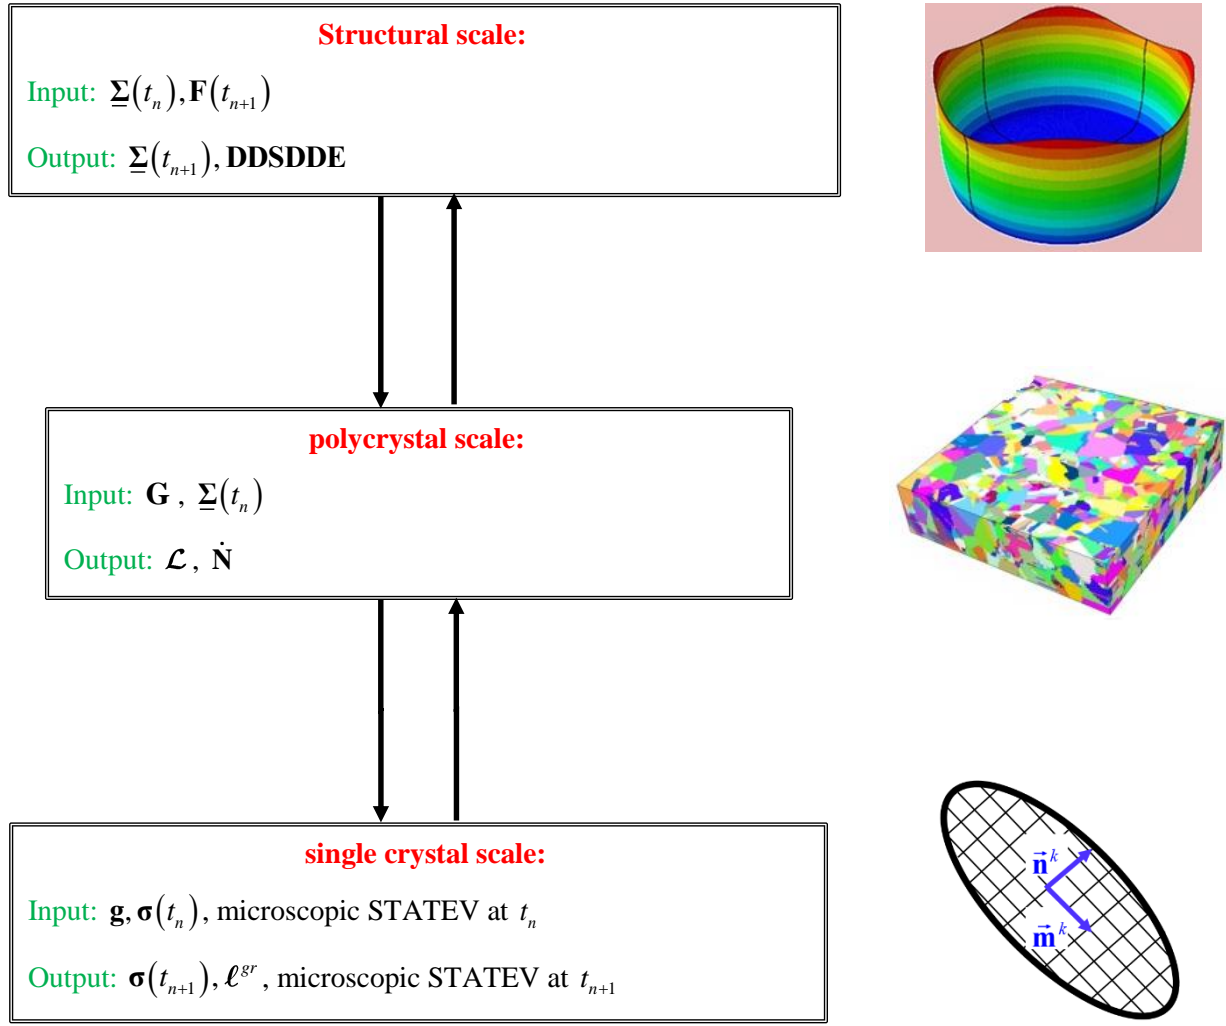 Structural scale:
Input: Σ̲(tₙ), F(tₙ₊₁)
Output: Σ̲(tₙ₊₁), DDSDDE
polycrystal scale:
Input: G , Σ̲(tₙ)
Output: ℒ, Ṅ
single crystal scale:
Input: g, σ(tₙ), microscopic STATEV at tₙ
Output: σ(tₙ₊₁), ℓᵍʳ, microscopic STATEV at tₙ₊₁
n⃗ᵏ
m⃗ᵏ